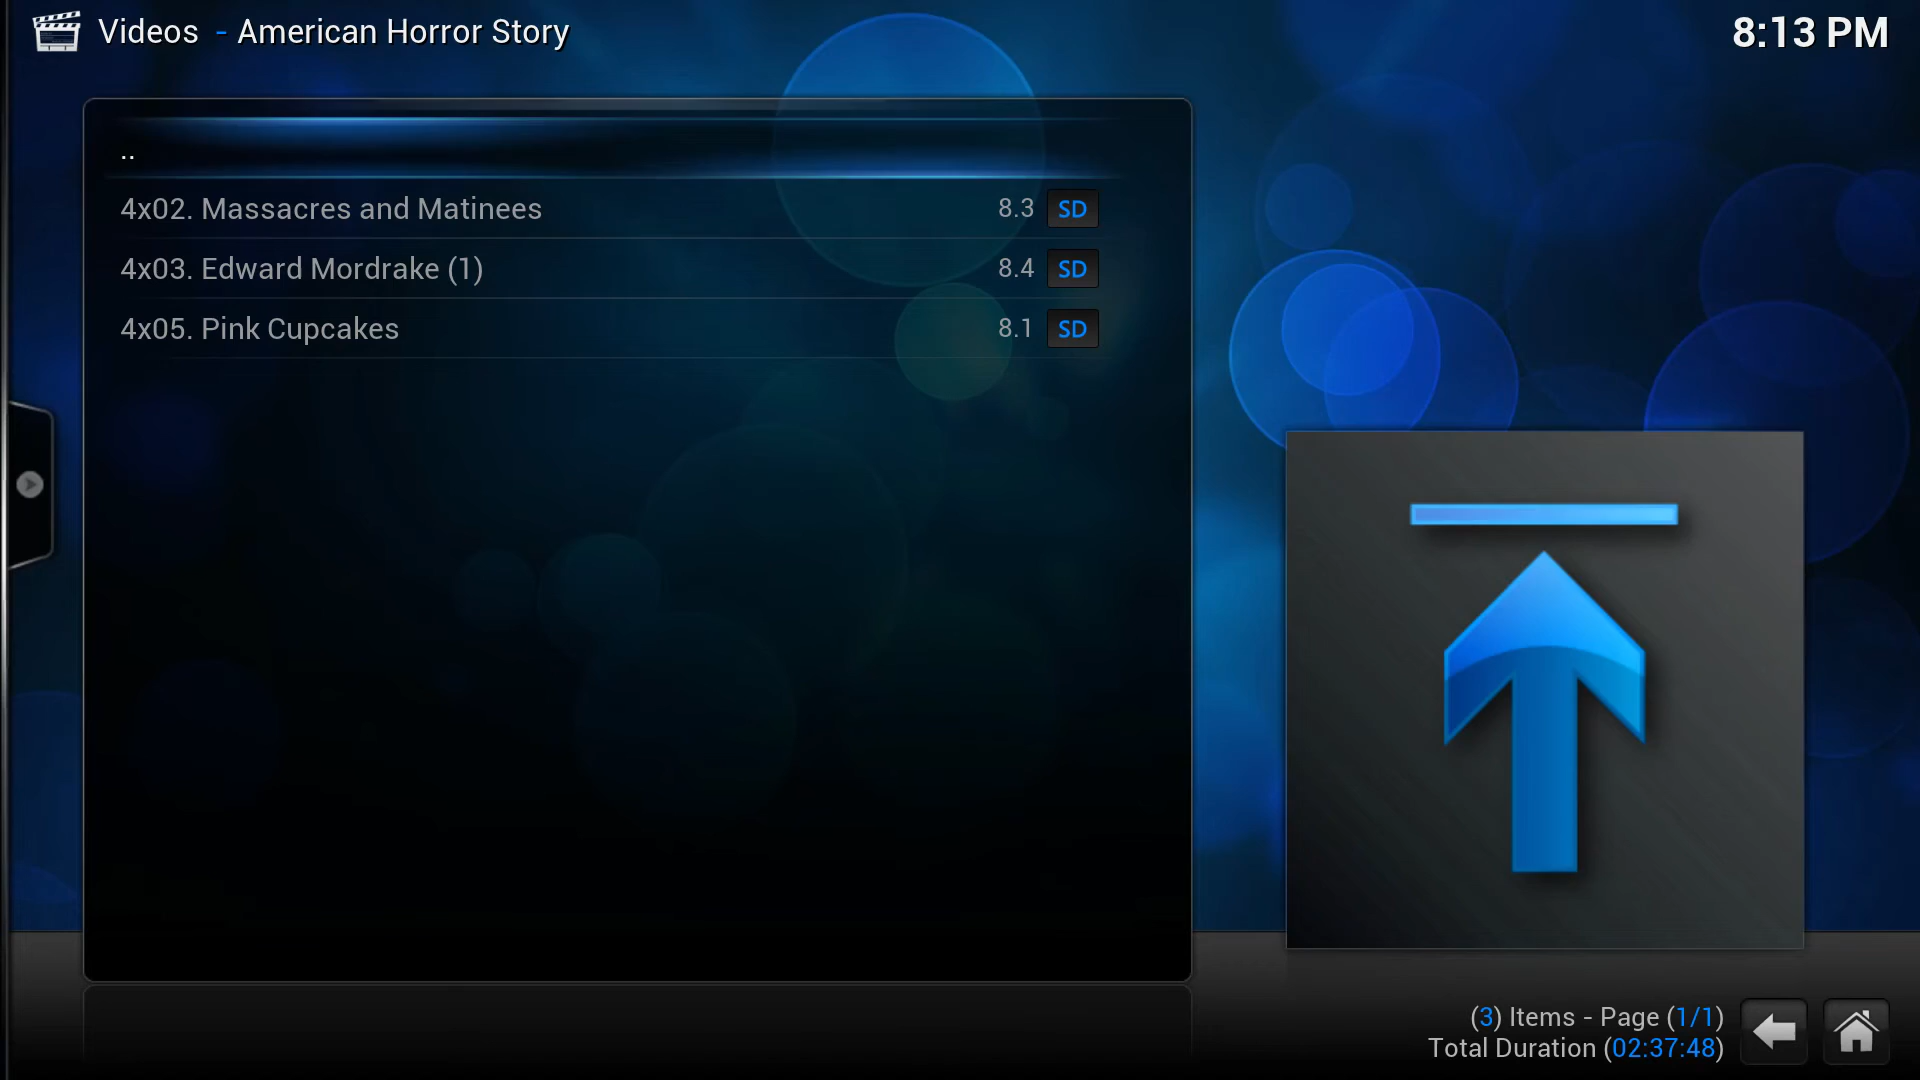 Videos - American Horror Story
8:13 PM
..
4x02. Massacres and Matinees 8.3 SD
4x03. Edward Mordrake (1) 8.4 SD
4x05. Pink Cupcakes 8.1 SD
(3) Items - Page (1/1)
Total Duration (02:37:48)